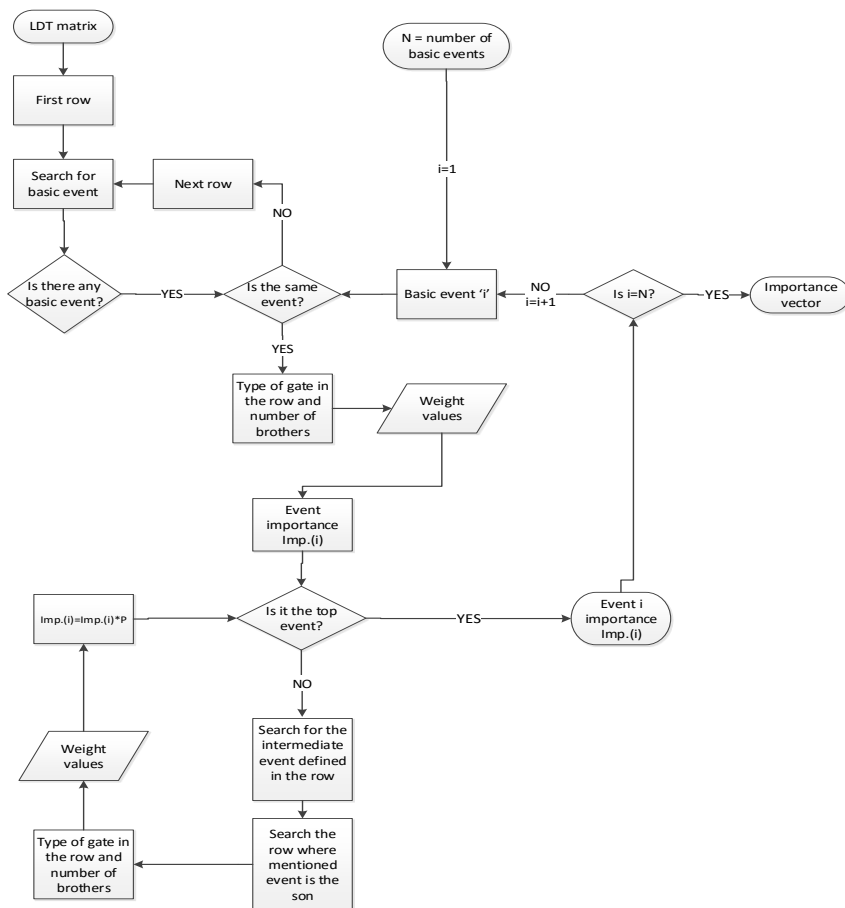 LDT matrix
First row
Search for
basic event
Next row
NO
Is there any
basic event?
YES
Is the same
event?
N = number of
basic events
i=1
Basic event ‘i’
NO
i=i+1
Is i=N?
YES
Importance
vector
YES
Type of gate in
the row and
number of
brothers
Weight
values
Event
importance
Imp.(i)
Is it the top
event?
YES
Event i
importance
Imp.(i)
NO
Search for the
intermediate
event defined
in the row
Search the
row where
mentioned
event is the
son
Type of gate in
the row and
number of
brothers
Weight
values
Imp.(i)=Imp.(i)*P